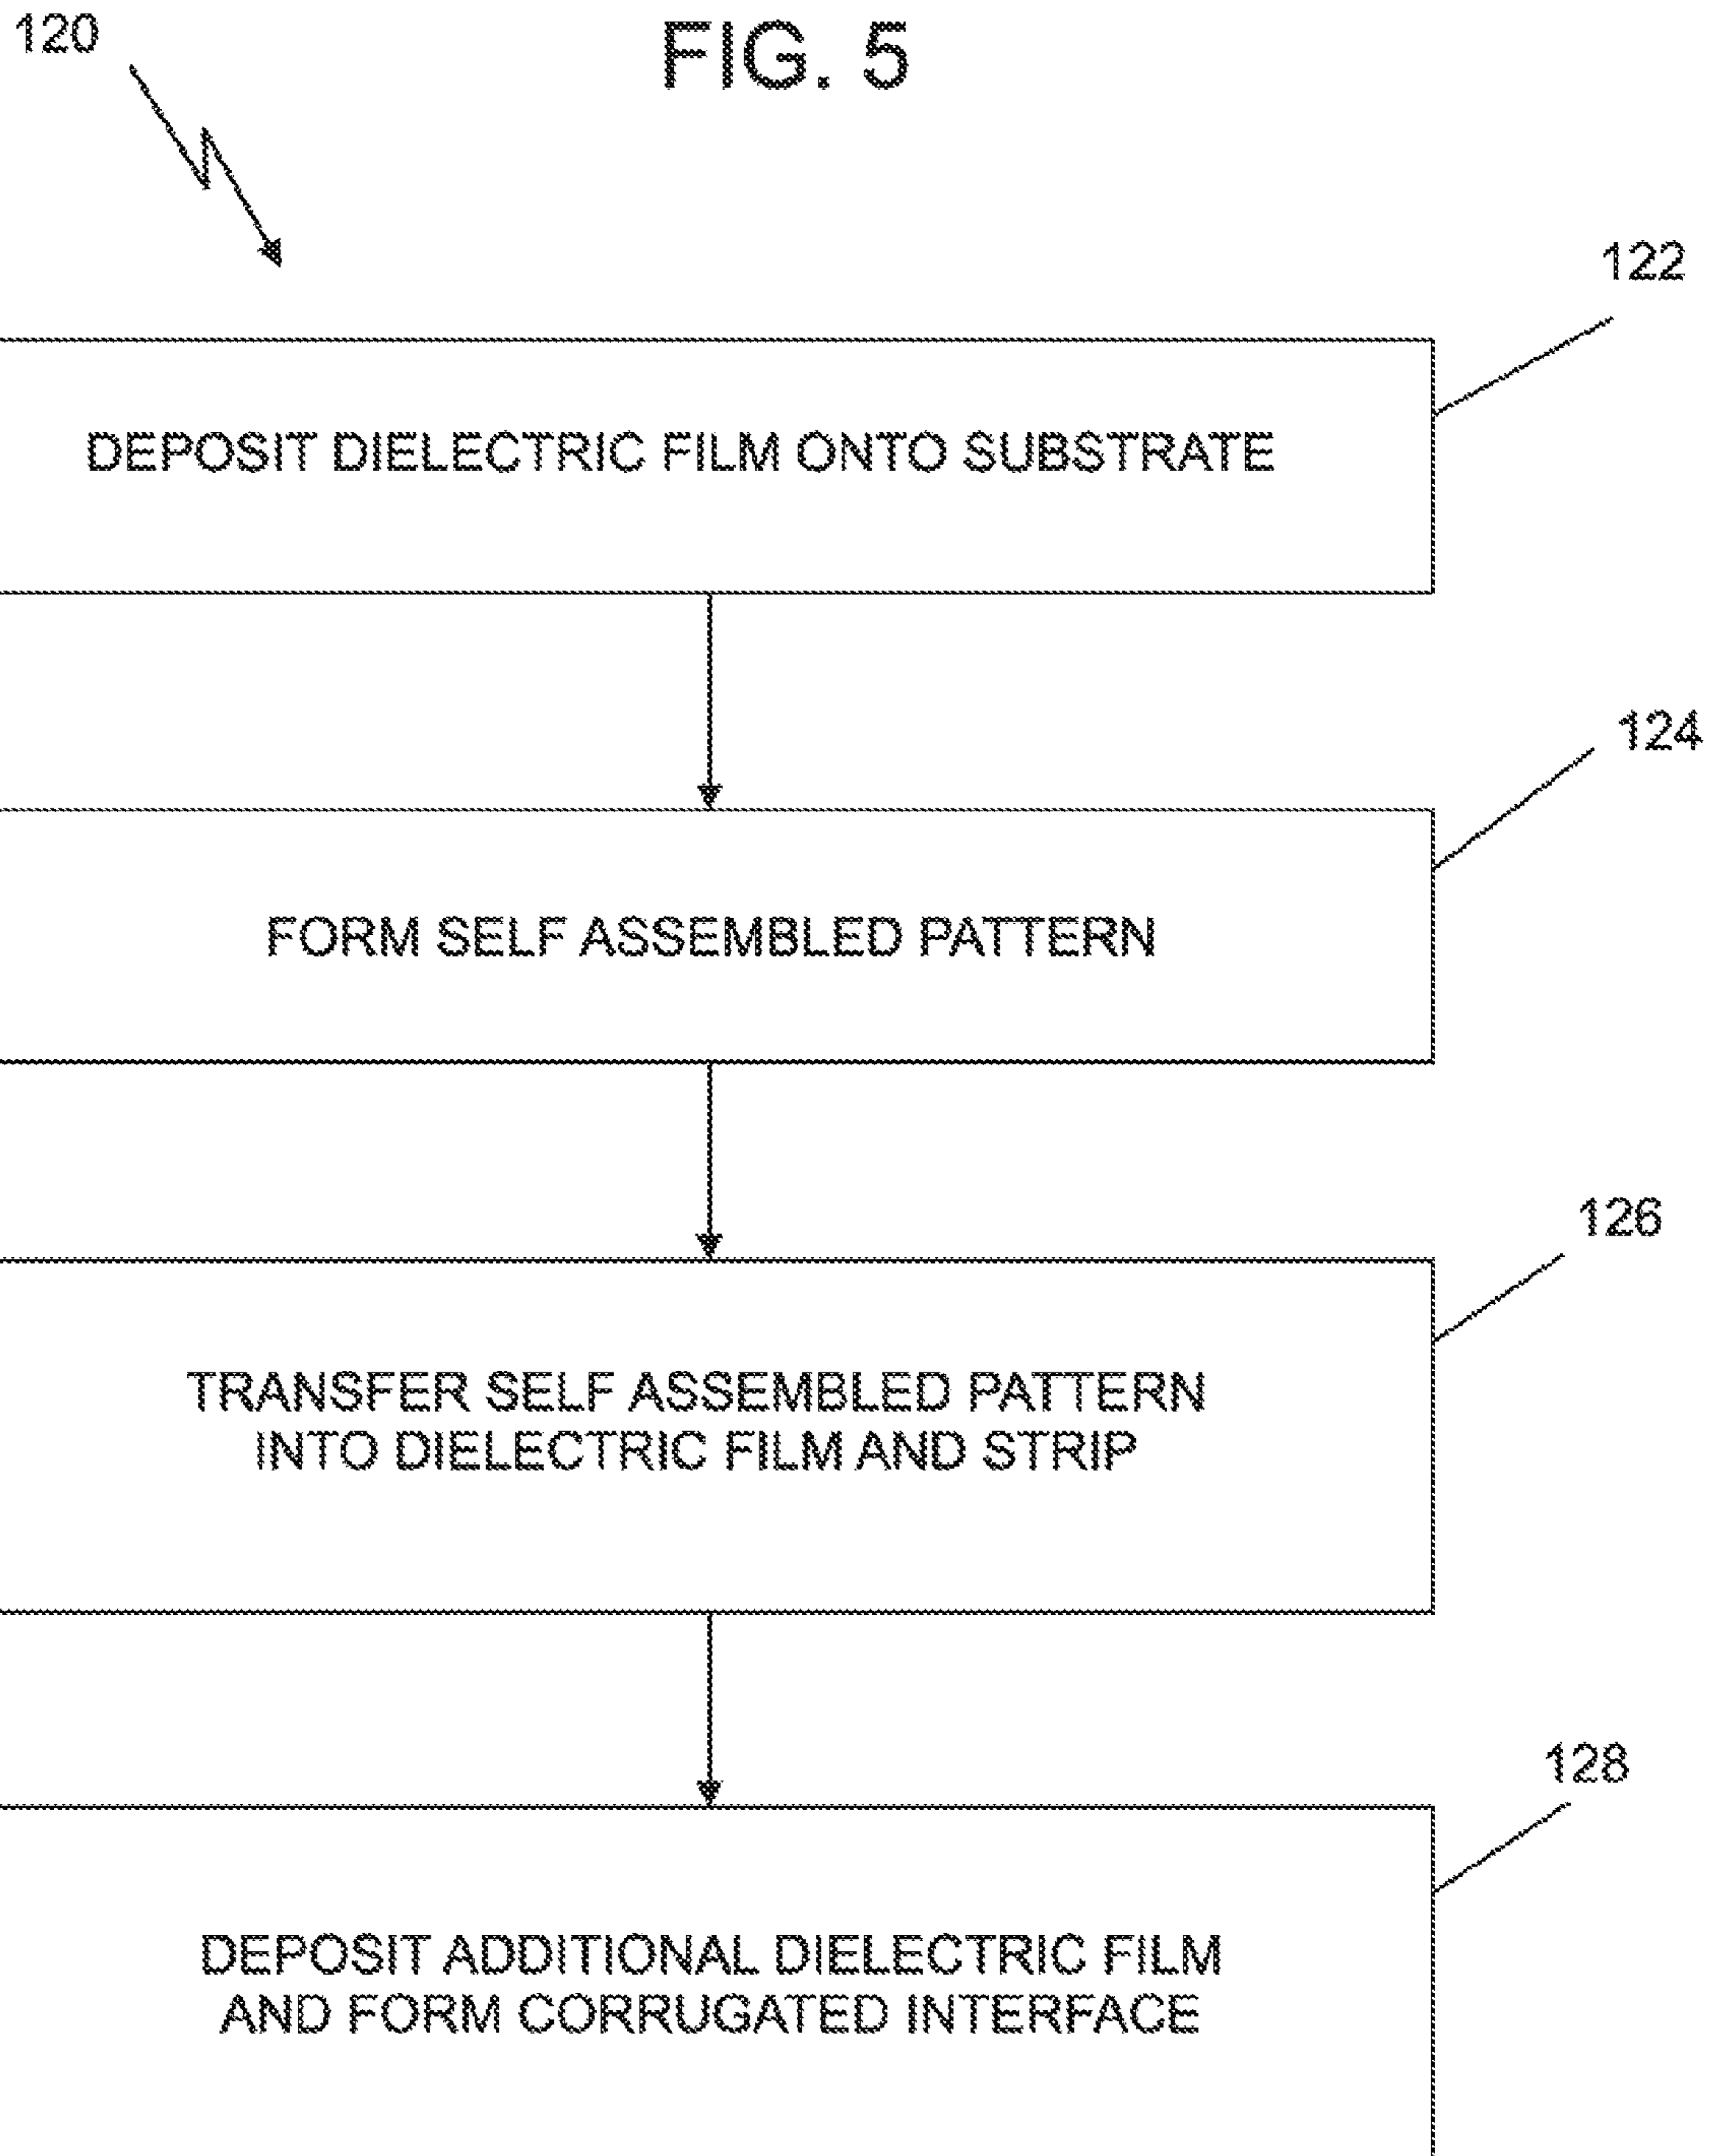 120
FIG. 5
122
DEPOSIT DIELECTRIC FILM ONTO SUBSTRATE
124
FORM SELF ASSEMBLED PATTERN
126
TRANSFER SELF ASSEMBLED PATTERN
INTO DIELECTRIC FILM AND STRIP
128
DEPOSIT ADDITIONAL DIELECTRIC FILM
AND FORM CORRUGATED INTERFACE